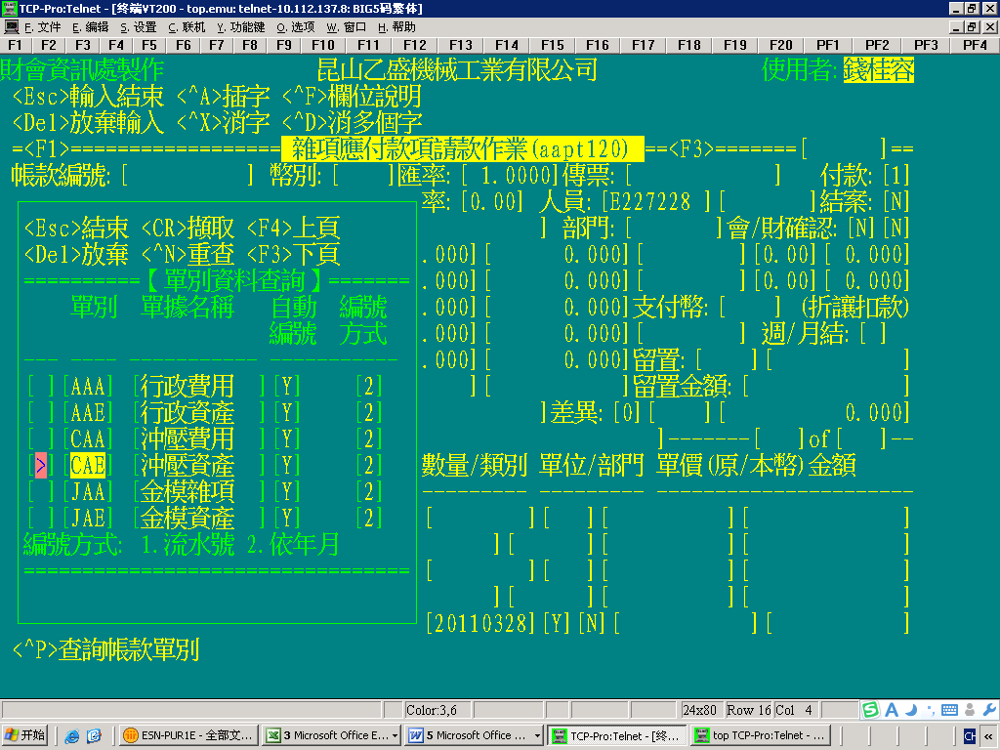 TCP-Pro:Telnet - [终端VT200 - top.emu: telnet-10.112.137.8: BIG5码繁体]
F. 文件 E. 编辑 S. 设置 C. 联机 Y. 功能键 O. 选项 W. 窗口 H. 帮助
F1 F2 F3 F4 F5 F6 F7 F8 F9 F10 F11 F12 F13 F14 F15 F16 F17 F18 F19 F20 PF1 PF2 PF3 PF4
財會資訊處製作 昆山乙盛機械工業有限公司 使用者: 錢桂容
<Esc>輸入結束 <^A>插字 <^F>欄位說明
<Del>放棄輸入 <^X>消字 <^D>消多個字
=<F1>================== 雜項應付款項請款作業(aapt120) ==<F3>=======[ ]==
帳款編號: [ ] 幣別: [ ]匯率: [ 1.0000]傳票: [ ] 付款: [1]
率: [0.00] 人員: [E227228 ][ ]結案: [N]
<Esc>結束 <CR>擷取 <F4>上頁 ] 部門: [ ]會/財確認: [N][N]
<Del>放棄 <^N>重查 <F3>下頁 .000][ 0.000][ ][0.00][ 0.000]
==========【 單別資料查詢 】======= .000][ 0.000][ ][0.00][ 0.000]
單別 單據名稱 自動 編號 .000][ 0.000]支付幣: [ ] (折讓扣款)
編號 方式 .000][ 0.000][ ] 週/月結: [ ]
--- ---- ----------- ----------- .000][ 0.000]留置: [ ][ ]
[ ][AAA] [行政費用 ][Y] [2] ][ ]留置金額: [ ]
[ ][AAE] [行政資產 ][Y] [2] ]差異: [0][ ][ 0.000]
[ ][CAA] [沖壓費用 ][Y] [2] ]-------[ ]of[ ]--
[>][CAE] [沖壓資產 ][Y] [2] 數量/類別 單位/部門 單價(原/本幣)金額
[ ][JAA] [金模雜項 ][Y] [2] --------- --------- ------------- ---------
[ ][JAE] [金模資產 ][Y] [2] [ ][ ][ ][ ]
編號方式: 1.流水號 2.依年月 ][ ][ ][ ]
================================= [ ][ ][ ][ ]
][ ][ ][ ]
[20110328][Y][N][ ][ ]
<^P>查詢帳款單別
Color:3,6 24x80 Row 16 Col 4
开始 ESN-PUR1E - 全部文... 3 Microsoft Office E... 5 Microsoft Office ... TCP-Pro:Telnet - [终... top TCP-Pro:Telnet - ... CH «